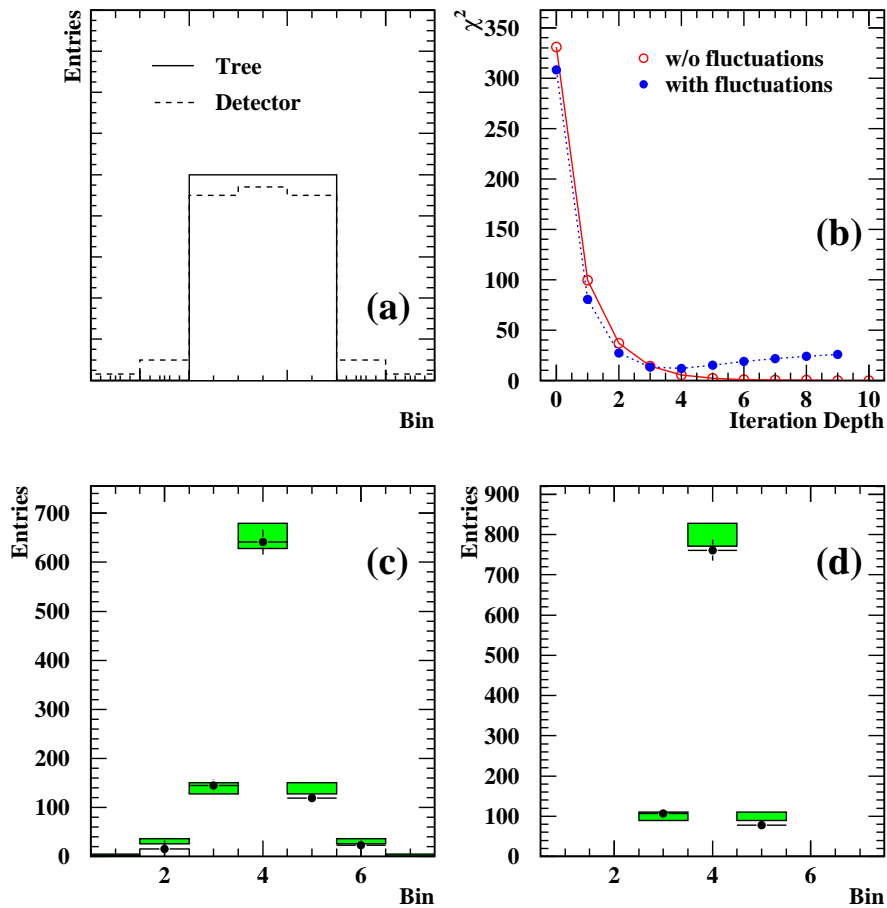 Entries
Tree
Detector
(a)
Bin
χ²
350
300
250
200
150
100
50
0
w/o fluctuations
with fluctuations
(b)
0 2 4 6 8 10
Iteration Depth
Entries
700
600
500
400
300
200
100
0
(c)
2 4 6
Bin
Entries
900
800
700
600
500
400
300
200
100
0
(d)
2 4 6
Bin